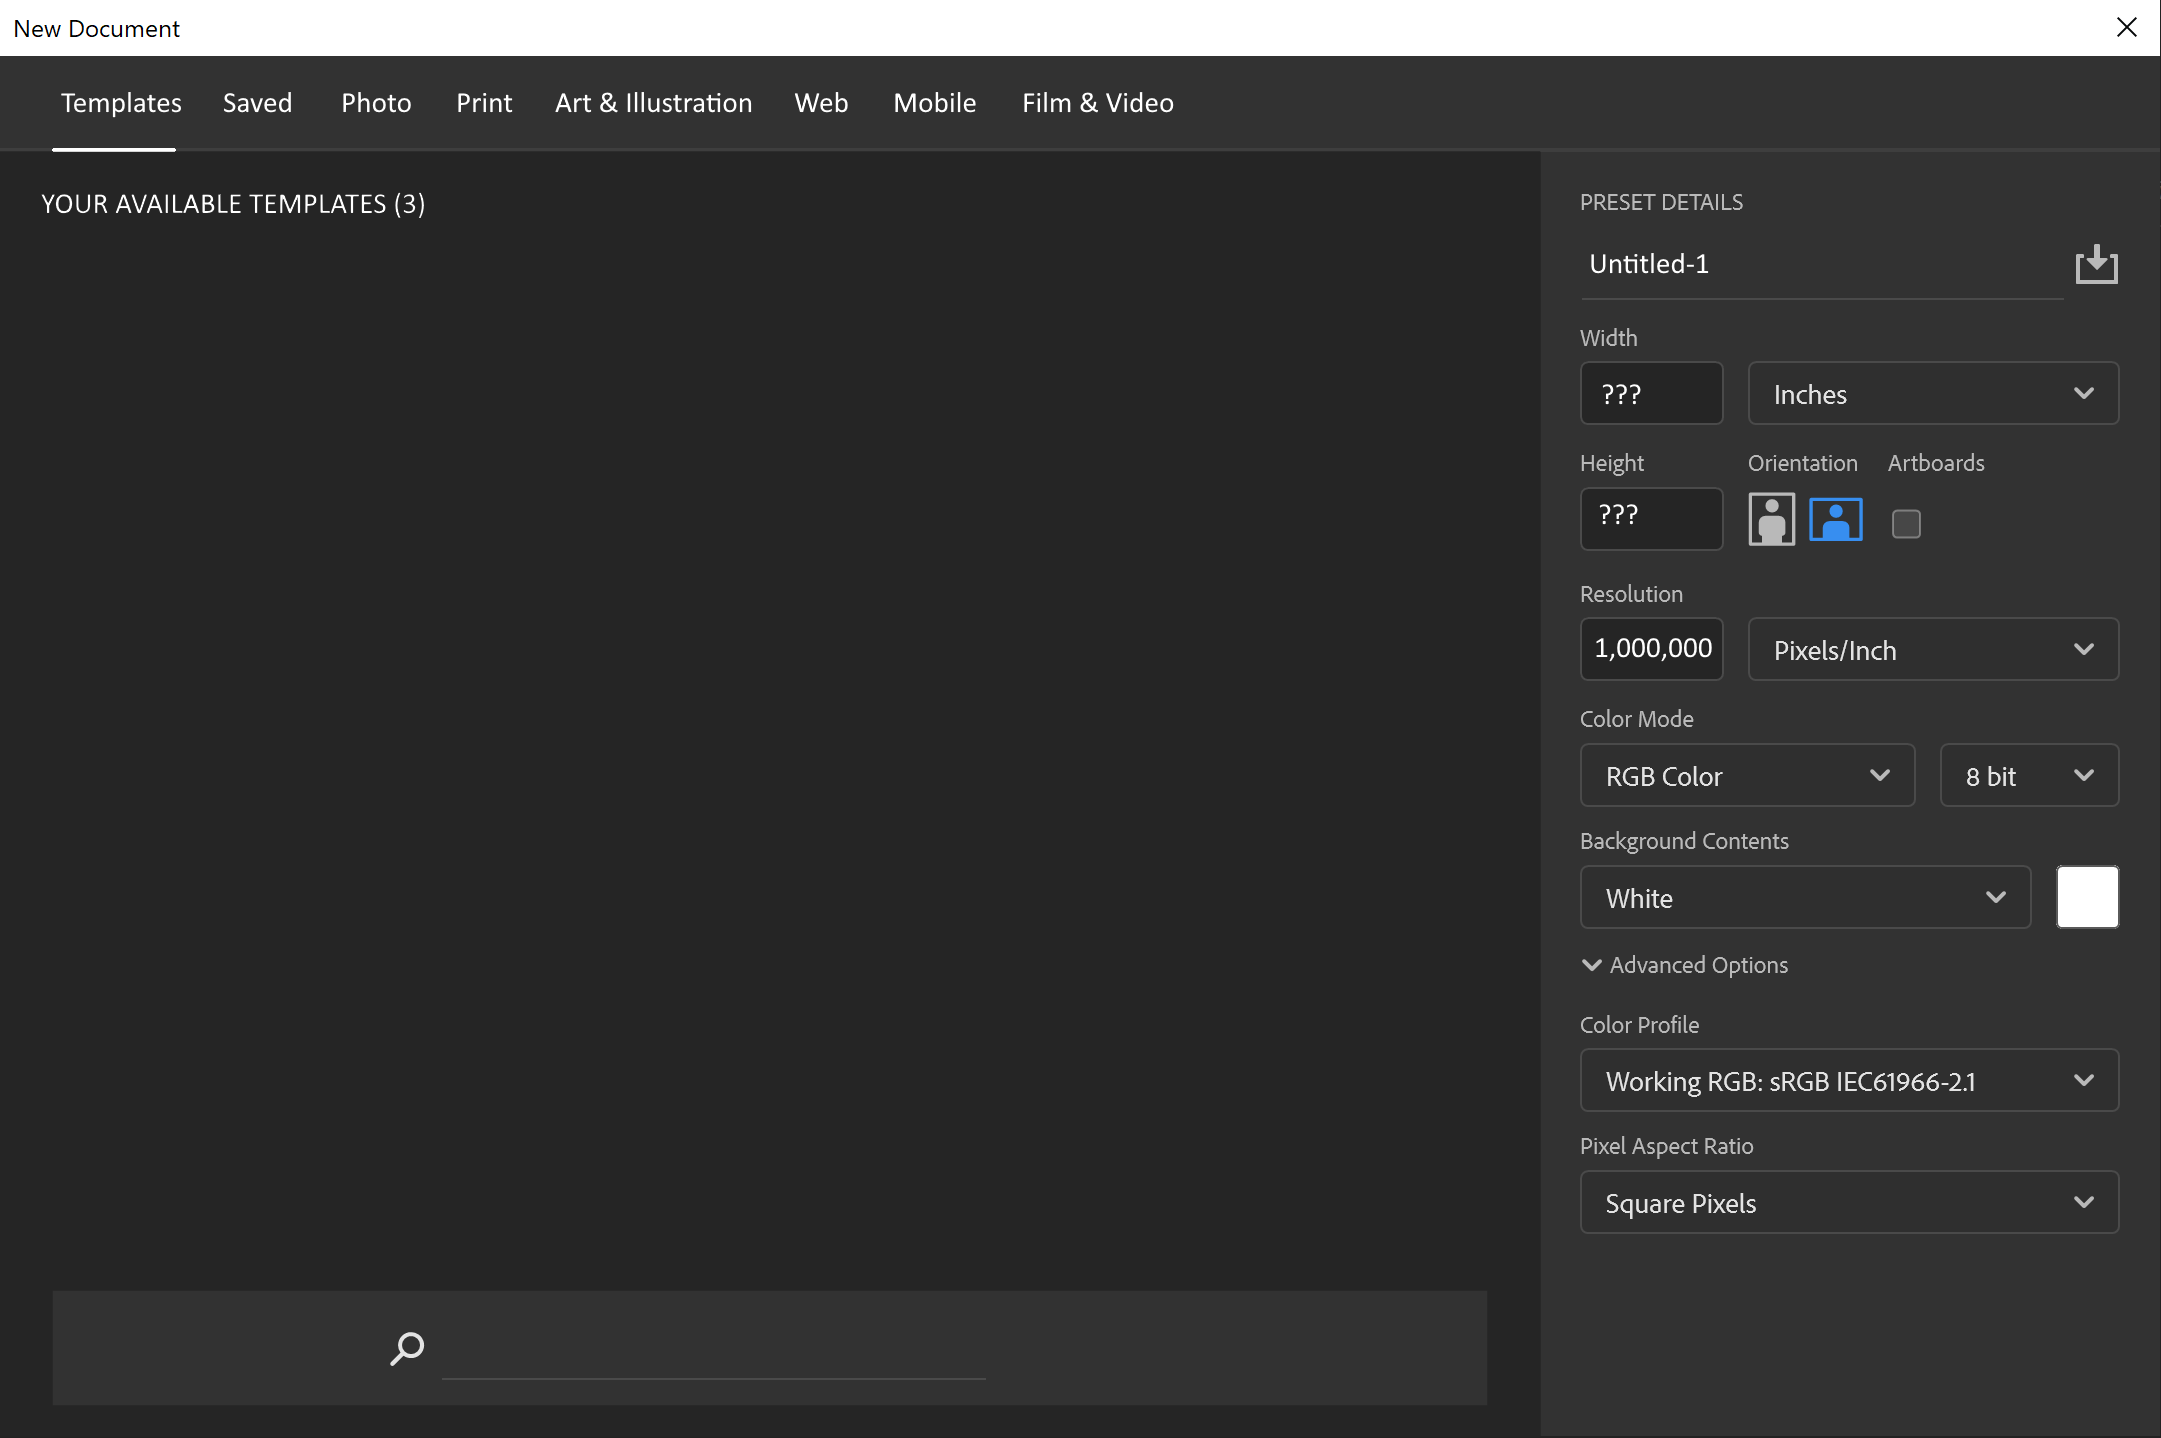 New Document
Templates Saved Photo Print Art & Illustration Web Mobile Film & Video
YOUR AVAILABLE TEMPLATES (3)
PRESET DETAILS
Untitled-1
Width
??? Inches
Height Orientation Artboards
???
Resolution
1,000,000 Pixels/Inch
Color Mode
RGB Color 8 bit
Background Contents
White
Advanced Options
Color Profile
Working RGB: sRGB IEC61966-2.1
Pixel Aspect Ratio
Square Pixels